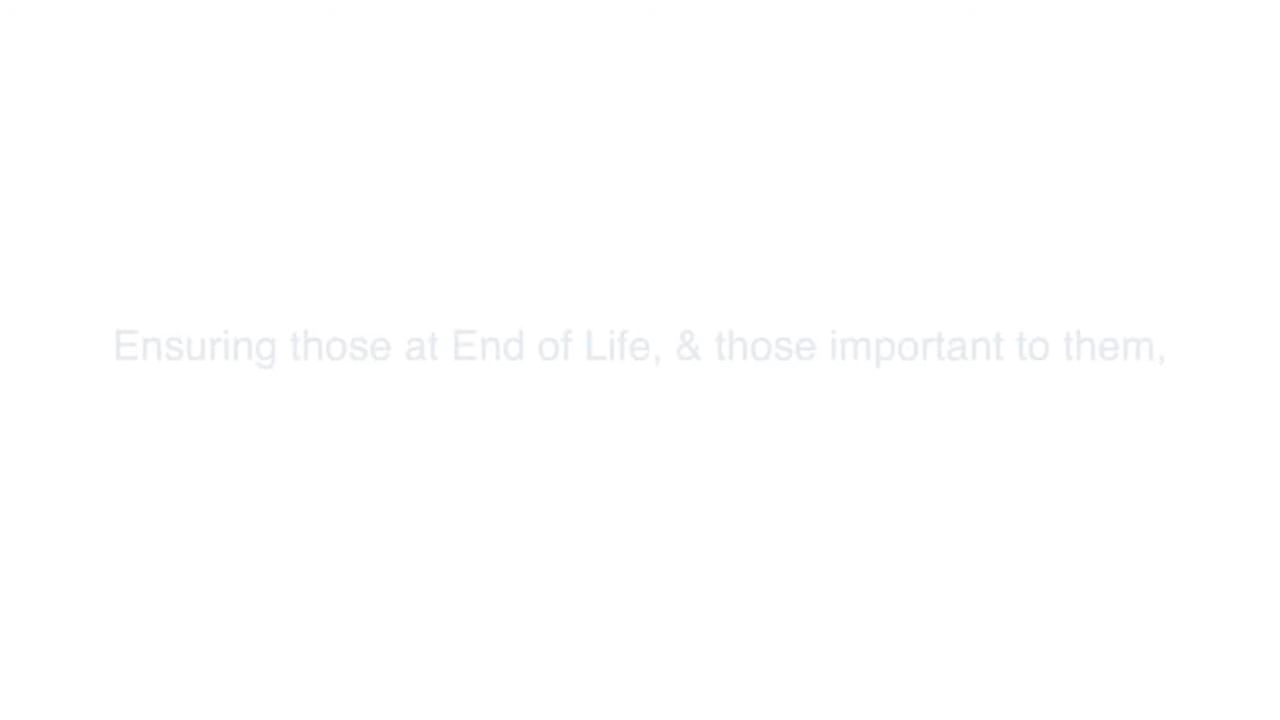 Ensuring those at End of Life, & those important to them,